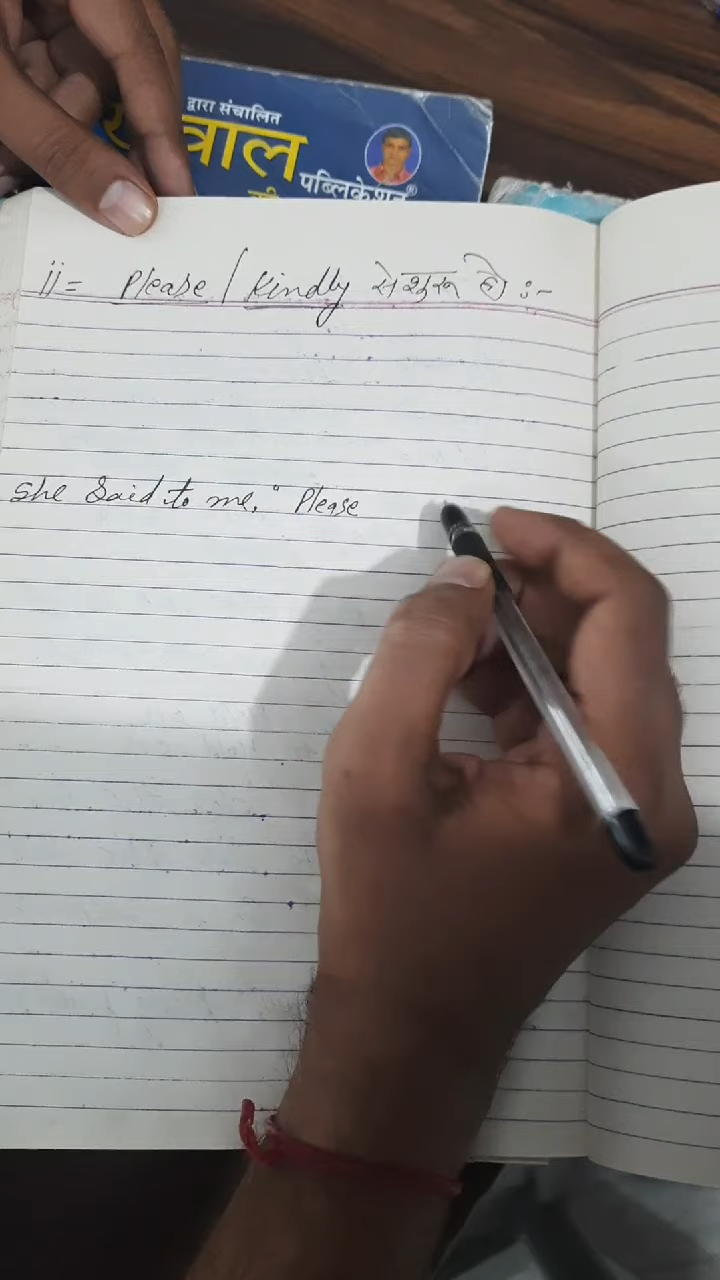 द्वारा संचालित
वाल
पब्लिकेशन®
ii= Please / Kindly से शुरू हो :-
She Said to me, " Please